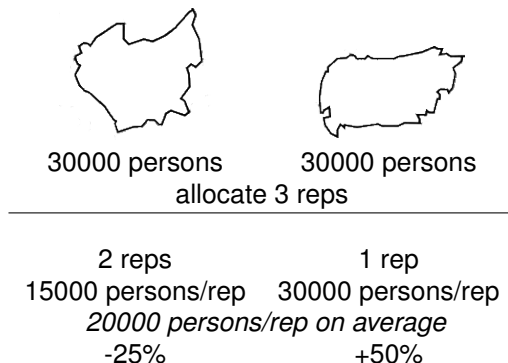 30000 persons 30000 persons
allocate 3 reps
2 reps 1 rep
15000 persons/rep 30000 persons/rep
20000 persons/rep on average
-25% +50%